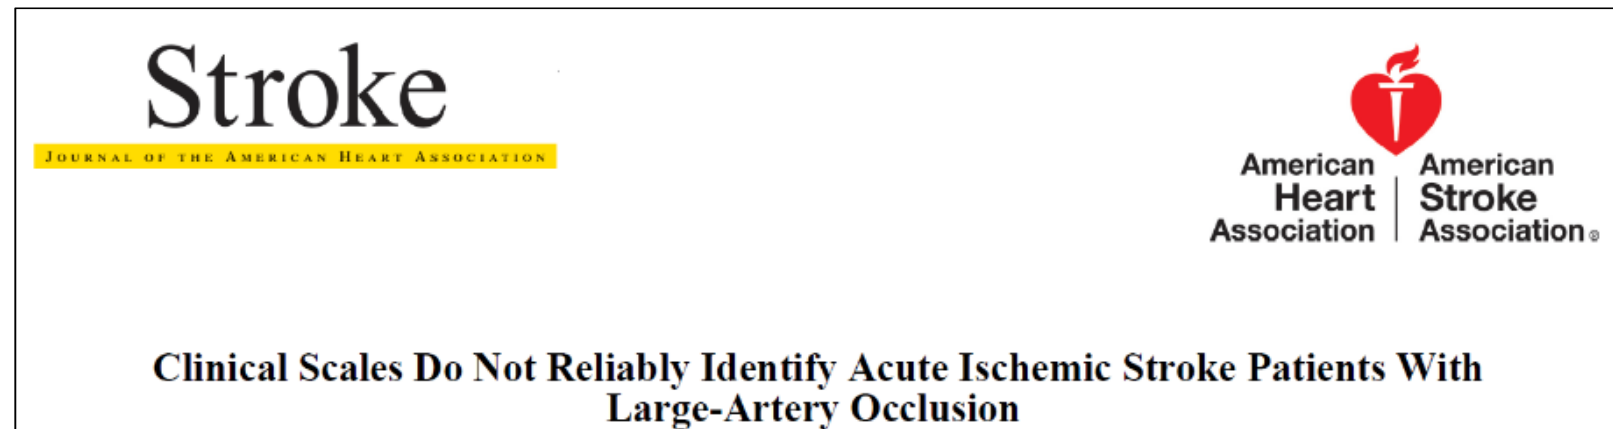 Stroke
JOURNAL OF THE AMERICAN HEART ASSOCIATION
American
Heart
Association
American
Stroke
Association®
Clinical Scales Do Not Reliably Identify Acute Ischemic Stroke Patients With
Large-Artery Occlusion